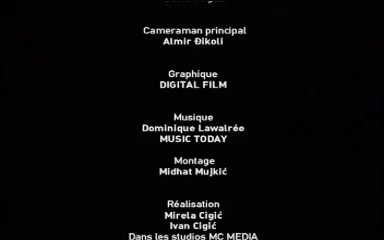 Cameraman principal
Almir Đikoli
Graphique
DIGITAL FILM
Musique
Dominique Lawalrée
MUSIC TODAY
Montage
Midhat Mujkić
Réalisation
Mirela Cigić
Ivan Cigić
Dans les studios MC MEDIA